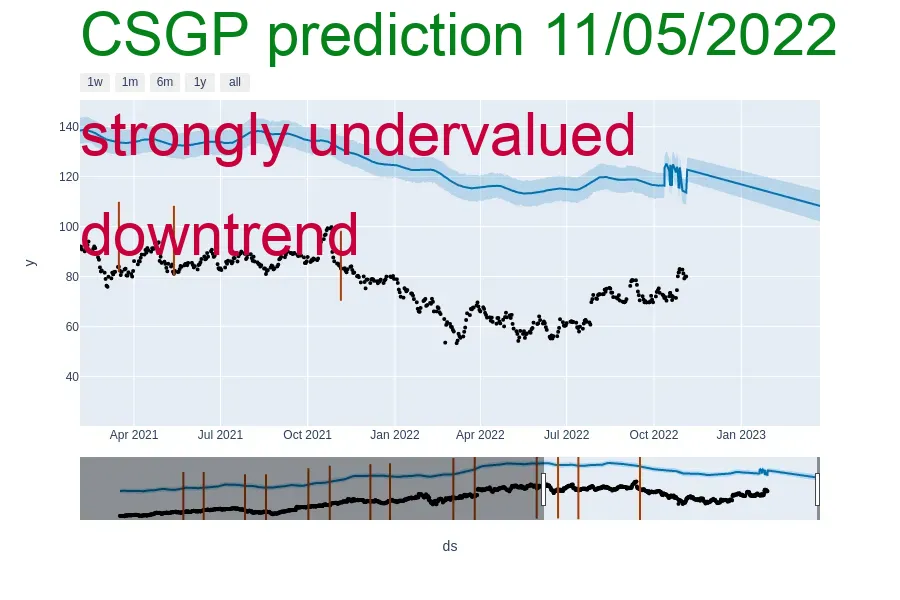 CSGP prediction 11/05/2022
1w 1m 6m 1y all
strongly undervalued
downtrend
140
120
100
80
60
40
y
Apr 2021 Jul 2021 Oct 2021 Jan 2022 Apr 2022 Jul 2022 Oct 2022 Jan 2023
ds